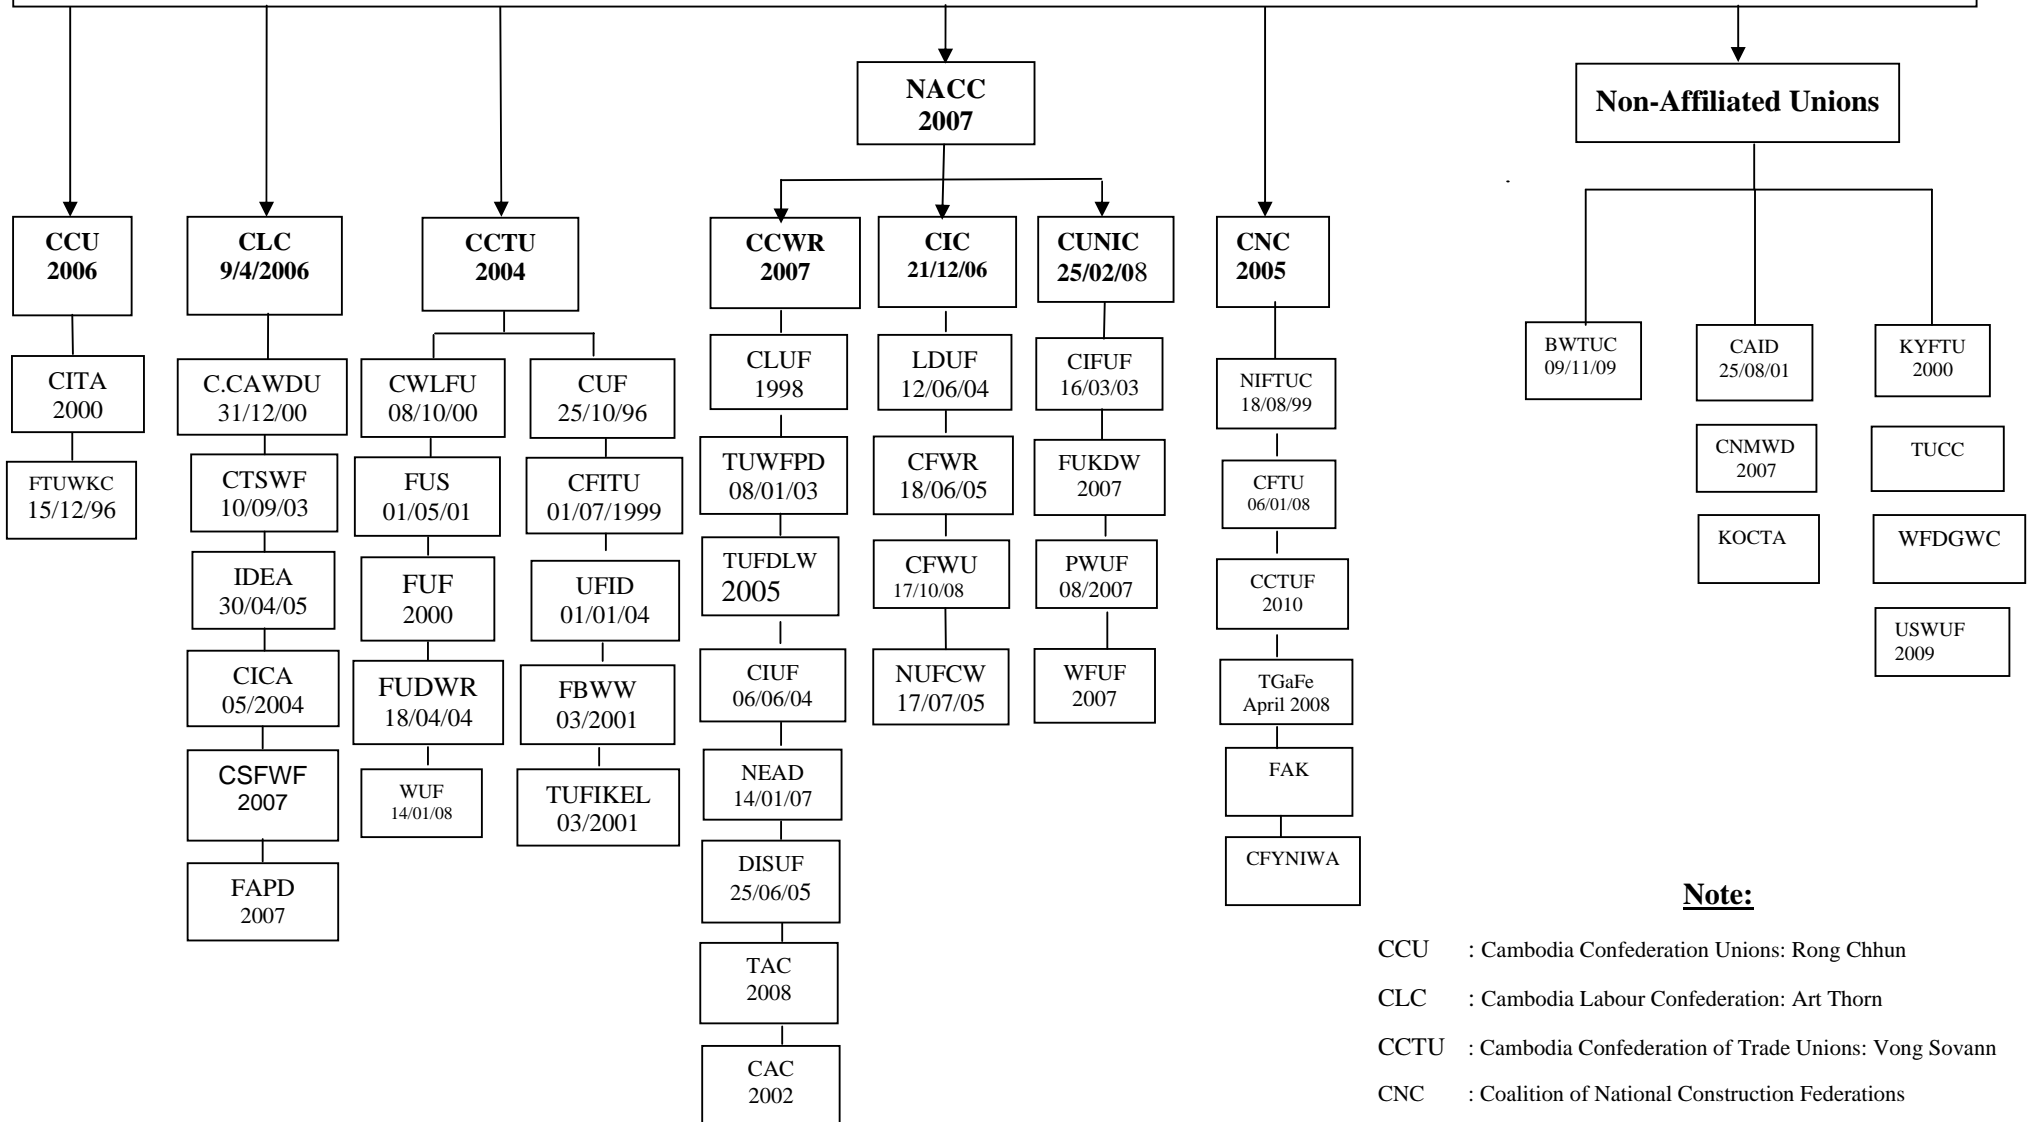 NACC
2007
Non-Affiliated Unions
CCU
2006
CLC
9/4/2006
CCTU
2004
CCWR
2007
CIC
21/12/06
CUNIC
25/02/08
CNC
2005
CITA
2000
FTUWKC
15/12/96
C.CAWDU
31/12/00
CTSWF
10/09/03
IDEA
30/04/05
CICA
05/2004
CSFWF
2007
FAPD
2007
CWLFU
08/10/00
FUS
01/05/01
FUF
2000
FUDWR
18/04/04
WUF
14/01/08
CUF
25/10/96
CFITU
01/07/1999
UFID
01/01/04
FBWW
03/2001
TUFIKEL
03/2001
CLUF
1998
TUWFPD
08/01/03
TUFDLW
2005
CIUF
06/06/04
NEAD
14/01/07
DISUF
25/06/05
TAC
2008
CAC
2002
LDUF
12/06/04
CFWR
18/06/05
CFWU
17/10/08
NUFCW
17/07/05
CIFUF
16/03/03
FUKDW
2007
PWUF
08/2007
WFUF
2007
NIFTUC
18/08/99
CFTU
06/01/08
CCTUF
2010
TGaFe
April 2008
FAK
CFYNIWA
BWTUC
09/11/09
CAID
25/08/01
CNMWD
2007
KOCTA
KYFTU
2000
TUCC
WFDGWC
USWUF
2009
Note:
CCU : Cambodia Confederation Unions: Rong Chhun
CLC : Cambodia Labour Confederation: Art Thorn
CCTU : Cambodia Confederation of Trade Unions: Vong Sovann
CNC : Coalition of National Construction Federations